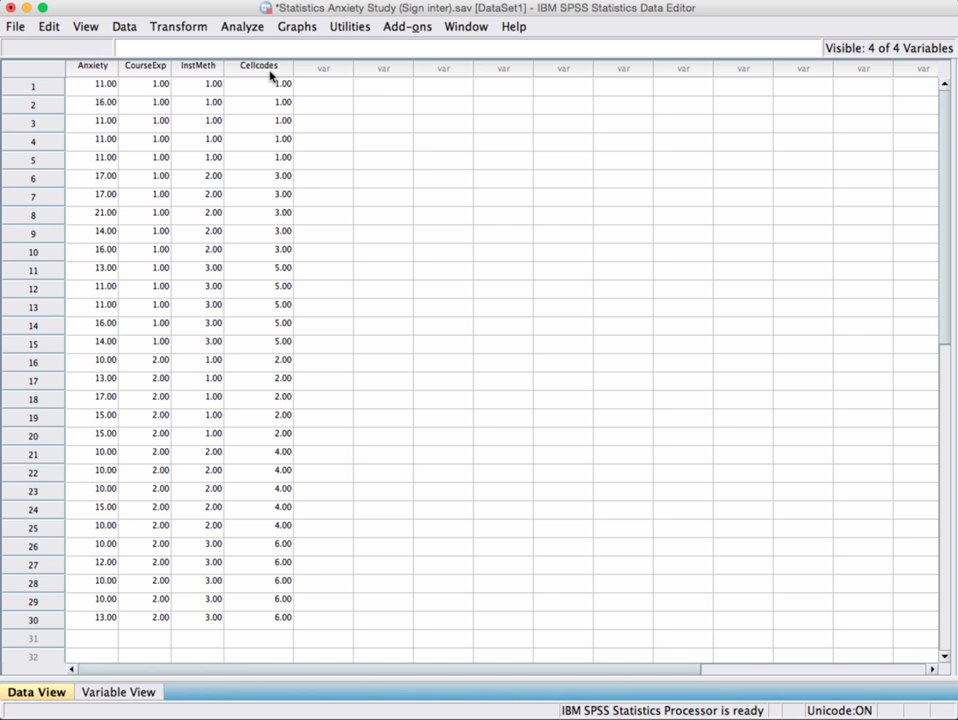 *Statistics Anxiety Study (Sign inter).sav [DataSet1] - IBM SPSS Statistics Data Editor
File Edit View Data Transform Analyze Graphs Utilities Add-ons Window Help
Visible: 4 of 4 Variables
Anxiety CourseExp InstMeth Cellcodes var var var var var var var var var var var
1 11.00 1.00 1.00 1.00
2 16.00 1.00 1.00 1.00
3 11.00 1.00 1.00 1.00
4 11.00 1.00 1.00 1.00
5 11.00 1.00 1.00 1.00
6 17.00 1.00 2.00 3.00
7 17.00 1.00 2.00 3.00
8 21.00 1.00 2.00 3.00
9 14.00 1.00 2.00 3.00
10 16.00 1.00 2.00 3.00
11 13.00 1.00 3.00 5.00
12 11.00 1.00 3.00 5.00
13 11.00 1.00 3.00 5.00
14 16.00 1.00 3.00 5.00
15 14.00 1.00 3.00 5.00
16 10.00 2.00 1.00 2.00
17 13.00 2.00 1.00 2.00
18 17.00 2.00 1.00 2.00
19 15.00 2.00 1.00 2.00
20 15.00 2.00 1.00 2.00
21 10.00 2.00 2.00 4.00
22 10.00 2.00 2.00 4.00
23 10.00 2.00 2.00 4.00
24 15.00 2.00 2.00 4.00
25 10.00 2.00 2.00 4.00
26 10.00 2.00 3.00 6.00
27 12.00 2.00 3.00 6.00
28 10.00 2.00 3.00 6.00
29 10.00 2.00 3.00 6.00
30 13.00 2.00 3.00 6.00
31
32
Data View Variable View
IBM SPSS Statistics Processor is ready Unicode:ON